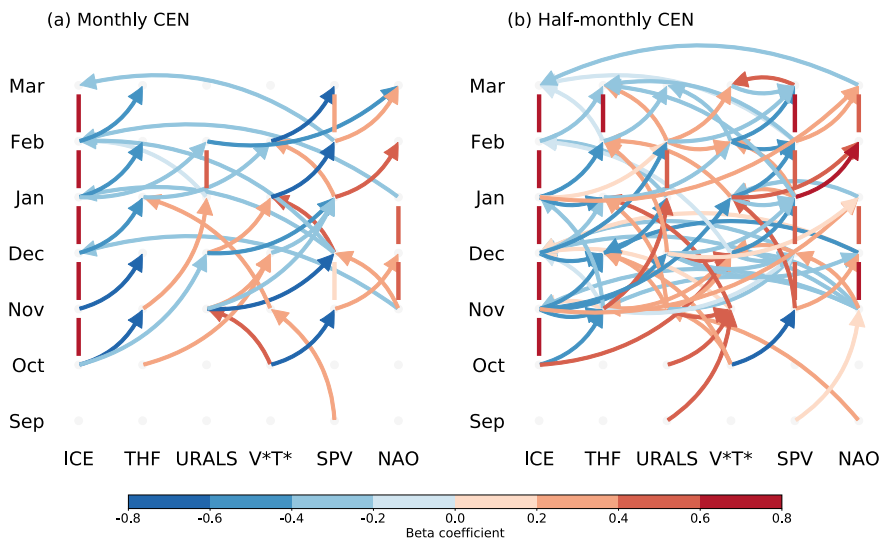 (a) Monthly CEN
(b) Half-monthly CEN
Mar
Feb
Jan
Dec
Nov
Oct
Sep
ICE THF URALS V*T* SPV NAO
Mar
Feb
Jan
Dec
Nov
Oct
Sep
ICE THF URALS V*T* SPV NAO
-0.8 -0.6 -0.4 -0.2 0.0 0.2 0.4 0.6 0.8
Beta coefficient